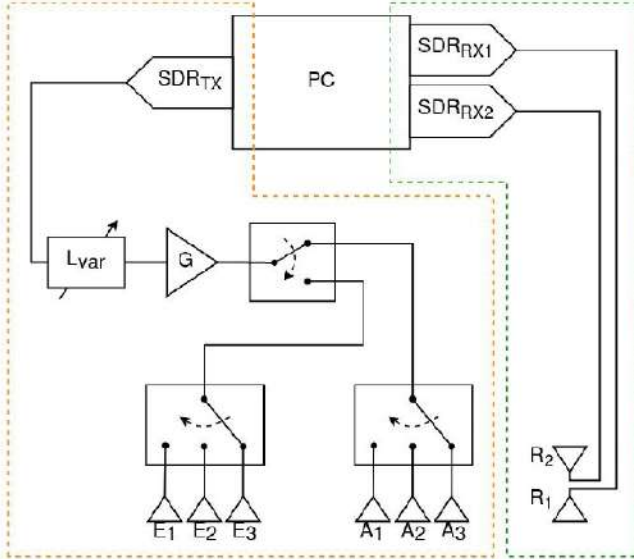 SDRTX
PC
SDRRX1
SDRRX2
Lvar
G
R2
R1
E1 E2 E3 A1 A2 A3